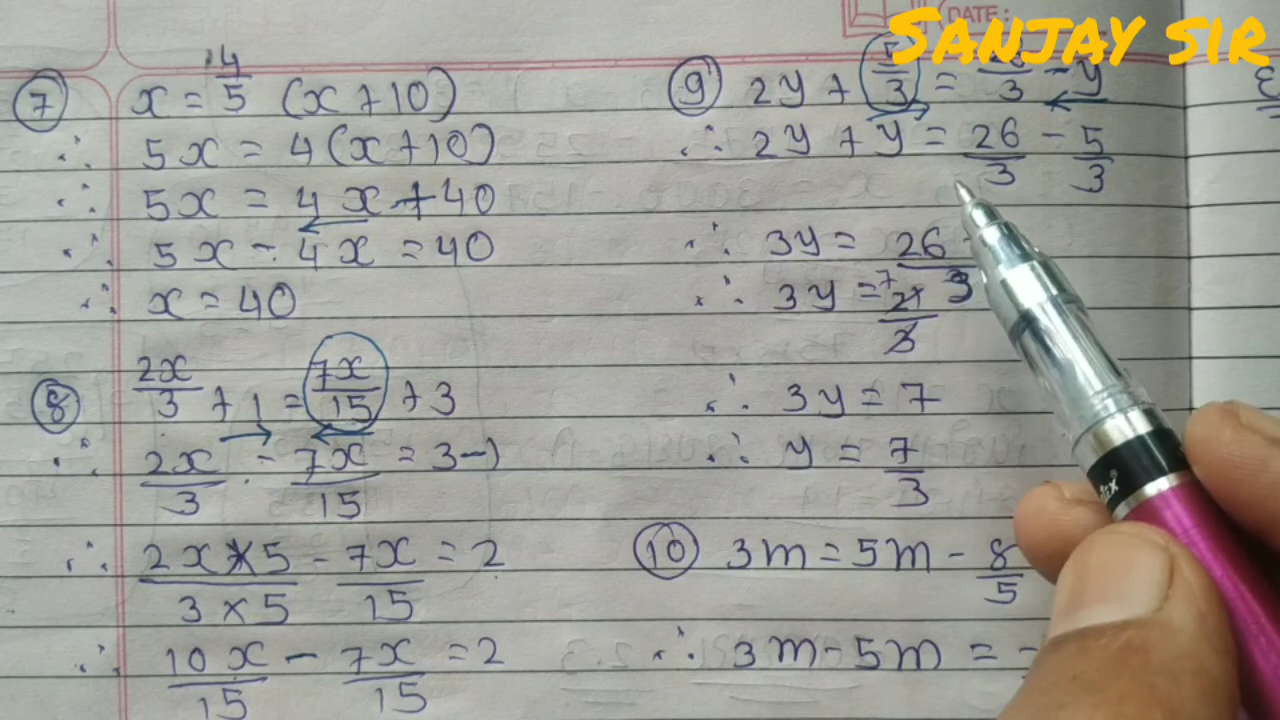 SANJAY SIR
DATE:
⑦ x = 4/5 (x+10)
∴ 5x = 4(x+10)
∴ 5x = 4x + 40
∴ 5x - 4x = 40
∴ x = 40
⑧ 2x/3 + 1 = 7x/15 + 3
∴ 2x/3 - 7x/15 = 3-1
∴ 2x×5/3×5 - 7x/15 = 2
∴ 10x/15 - 7x/15 = 2
⑨ 2y + 5/3 = /3 - y
∴ 2y + y = 26/3 - 5/3
∴ 3y = 26 /3
∴ 3y = 21/3 7
∴ 3y = 7
∴ y = 7/3
⑩ 3m = 5m - 8/5
∴ 3m - 5m = -